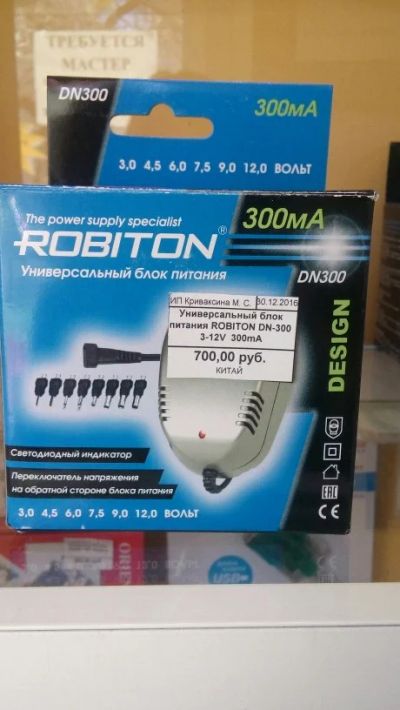 ТРЕБУЕТСЯ
МАСТЕР
DN300
300мА
3,0 4,5 6,0 7,5 9,0 12,0 ВОЛЬТ
The power supply specialist
300мА
ROBITON®
Универсальный блок питания
DN300
ИП Криваксина М. С. 30.12.2016
Универсальный блок
питания ROBITON DN-300
3-12V 300mA
700,00 руб.
КИТАЙ
DESIGN
Светодиодный индикатор
Переключатель напряжения
на обратной стороне блока питания
3,0 4,5 6,0 7,5 9,0 12,0 ВОЛЬТ
EAC
CE
USB